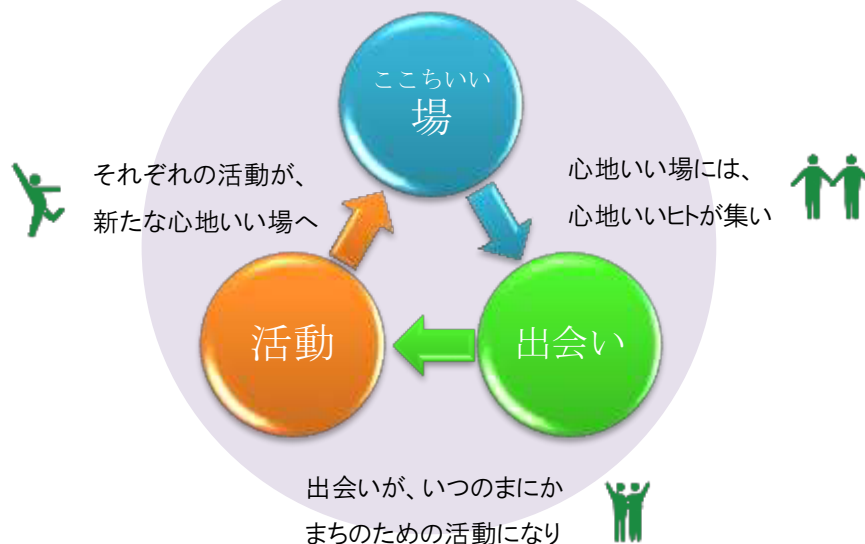 ここちいい
場
心地いい場には、
心地いいヒトが集い
出会い
出会いが、いつのまにか
まちのための活動になり
活動
それぞれの活動が、
新たな心地いい場へ